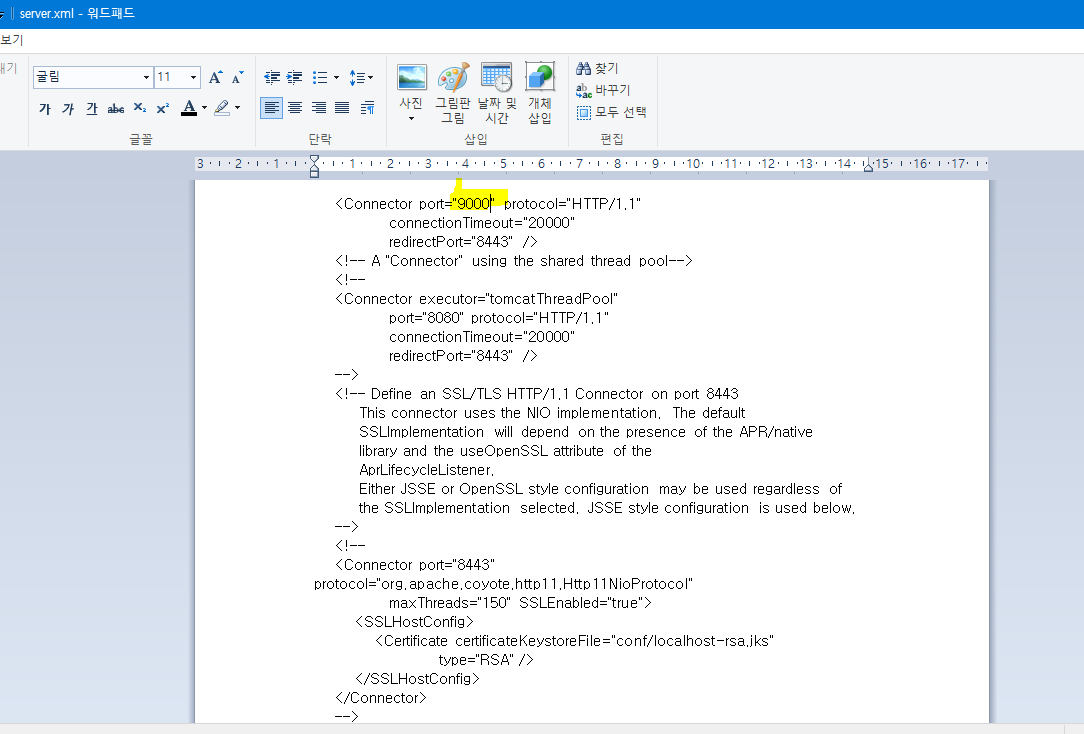 server.xml - 워드패드
보기
굴림
11
찾기
바꾸기
모두 선택
가 가 가 abc X₂ X² A
사진
그림판 그림
날짜 및 시간
개체 삽입
글꼴
단락
삽입
편집
3 2 1 1 2 3 4 5 6 7 8 9 10 11 12 13 14 15 16 17
<Connector port="9000" protocol="HTTP/1.1"
connectionTimeout="20000"
redirectPort="8443" />
<!-- A "Connector" using the shared thread pool-->
<!--
<Connector executor="tomcatThreadPool"
port="8080" protocol="HTTP/1.1"
connectionTimeout="20000"
redirectPort="8443" />
-->
<!-- Define an SSL/TLS HTTP/1.1 Connector on port 8443
This connector uses the NIO implementation. The default
SSLImplementation will depend on the presence of the APR/native
library and the useOpenSSL attribute of the
AprLifecycleListener.
Either JSSE or OpenSSL style configuration may be used regardless of
the SSLImplementation selected. JSSE style configuration is used below.
-->
<!--
<Connector port="8443"
protocol="org.apache.coyote.http11.Http11NioProtocol"
maxThreads="150" SSLEnabled="true">
<SSLHostConfig>
<Certificate certificateKeystoreFile="conf/localhost-rsa.jks"
type="RSA" />
</SSLHostConfig>
</Connector>
-->